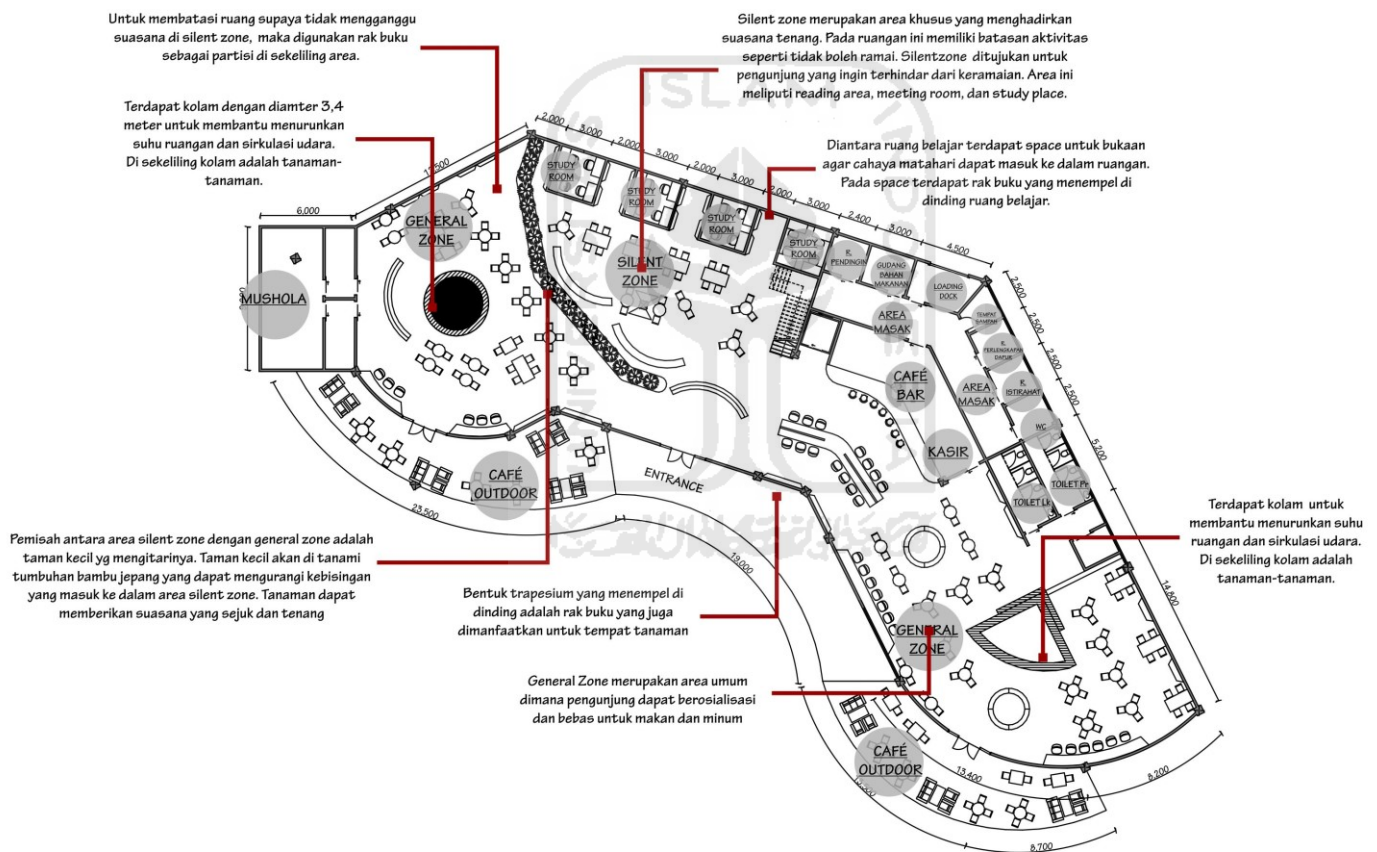 Untuk membatasi ruang supaya tidak mengganggu
suasana di silent zone, maka digunakan rak buku
sebagai partisi di sekeliling area.
Silent zone merupakan area khusus yang menghadirkan
suasana tenang. Pada ruangan ini memiliki batasan aktivitas
seperti tidak boleh ramai. Silentzone ditujukan untuk
pengunjung yang ingin terhindar dari keramaian. Area ini
meliputi reading area, meeting room, dan study place.
Terdapat kolam dengan diamter 3,4
meter untuk membantu menurunkan
suhu ruangan dan sirkulasi udara.
Di sekeliling kolam adalah tanaman-
tanaman.
Diantara ruang belajar terdapat space untuk bukaan
agar cahaya matahari dapat masuk ke dalam ruangan.
Pada space terdapat rak buku yang menempel di
dinding ruang belajar.
ISLAM
2,000
3,000
2,000
3,000
2,000
3,000
2,000
3,000
2,400
3,000
4,500
6,000
2,500
2,500
2,500
2,500
5,200
14,800
STUDY
ROOM
STUDY
ROOM
STUDY
ROOM
STUDY
ROOM
GENERAL
ZONE
SILENT
ZONE
MUSHOLA
R.
PENDINGIN
GUDANG
BAHAN
MAKANAN
LOADING
DOCK
TEMPAT
SAMPAH
R.
PERLENGKAPAN
DAPUR
R.
ISTIRAHAT
WC
AREA
MASAK
AREA
MASAK
CAFÉ
BAR
KASIR
TOILET LK
TOILET PR
CAFÉ
OUTDOOR
ENTRANCE
23,500
19,000
Pemisah antara area silent zone dengan general zone adalah
taman kecil yg mengitarinya. Taman kecil akan di tanami
tumbuhan bambu jepang yang dapat mengurangi kebisingan
yang masuk ke dalam area silent zone. Tanaman dapat
memberikan suasana yang sejuk dan tenang
Bentuk trapesium yang menempel di
dinding adalah rak buku yang juga
dimanfaatkan untuk tempat tanaman
Terdapat kolam untuk
membantu menurunkan suhu
ruangan dan sirkulasi udara.
Di sekeliling kolam adalah
tanaman-tanaman.
GENERAL
ZONE
General Zone merupakan area umum
dimana pengunjung dapat berosialisasi
dan bebas untuk makan dan minum
CAFÉ
OUTDOOR
13,400
8,200
8,700